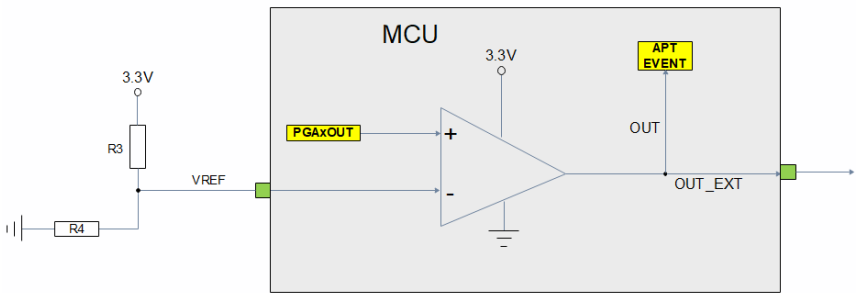 MCU
APT
EVENT
3.3V
3.3V
PGAxOUT
+
OUT
R3
VREF
-
OUT_EXT
R4